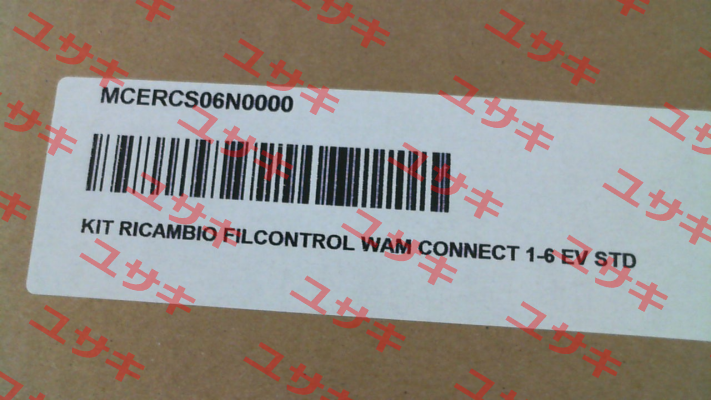 MCERCS06N0000
KIT RICAMBIO FILCONTROL WAM CONNECT 1-6 EV STD
ユサキ